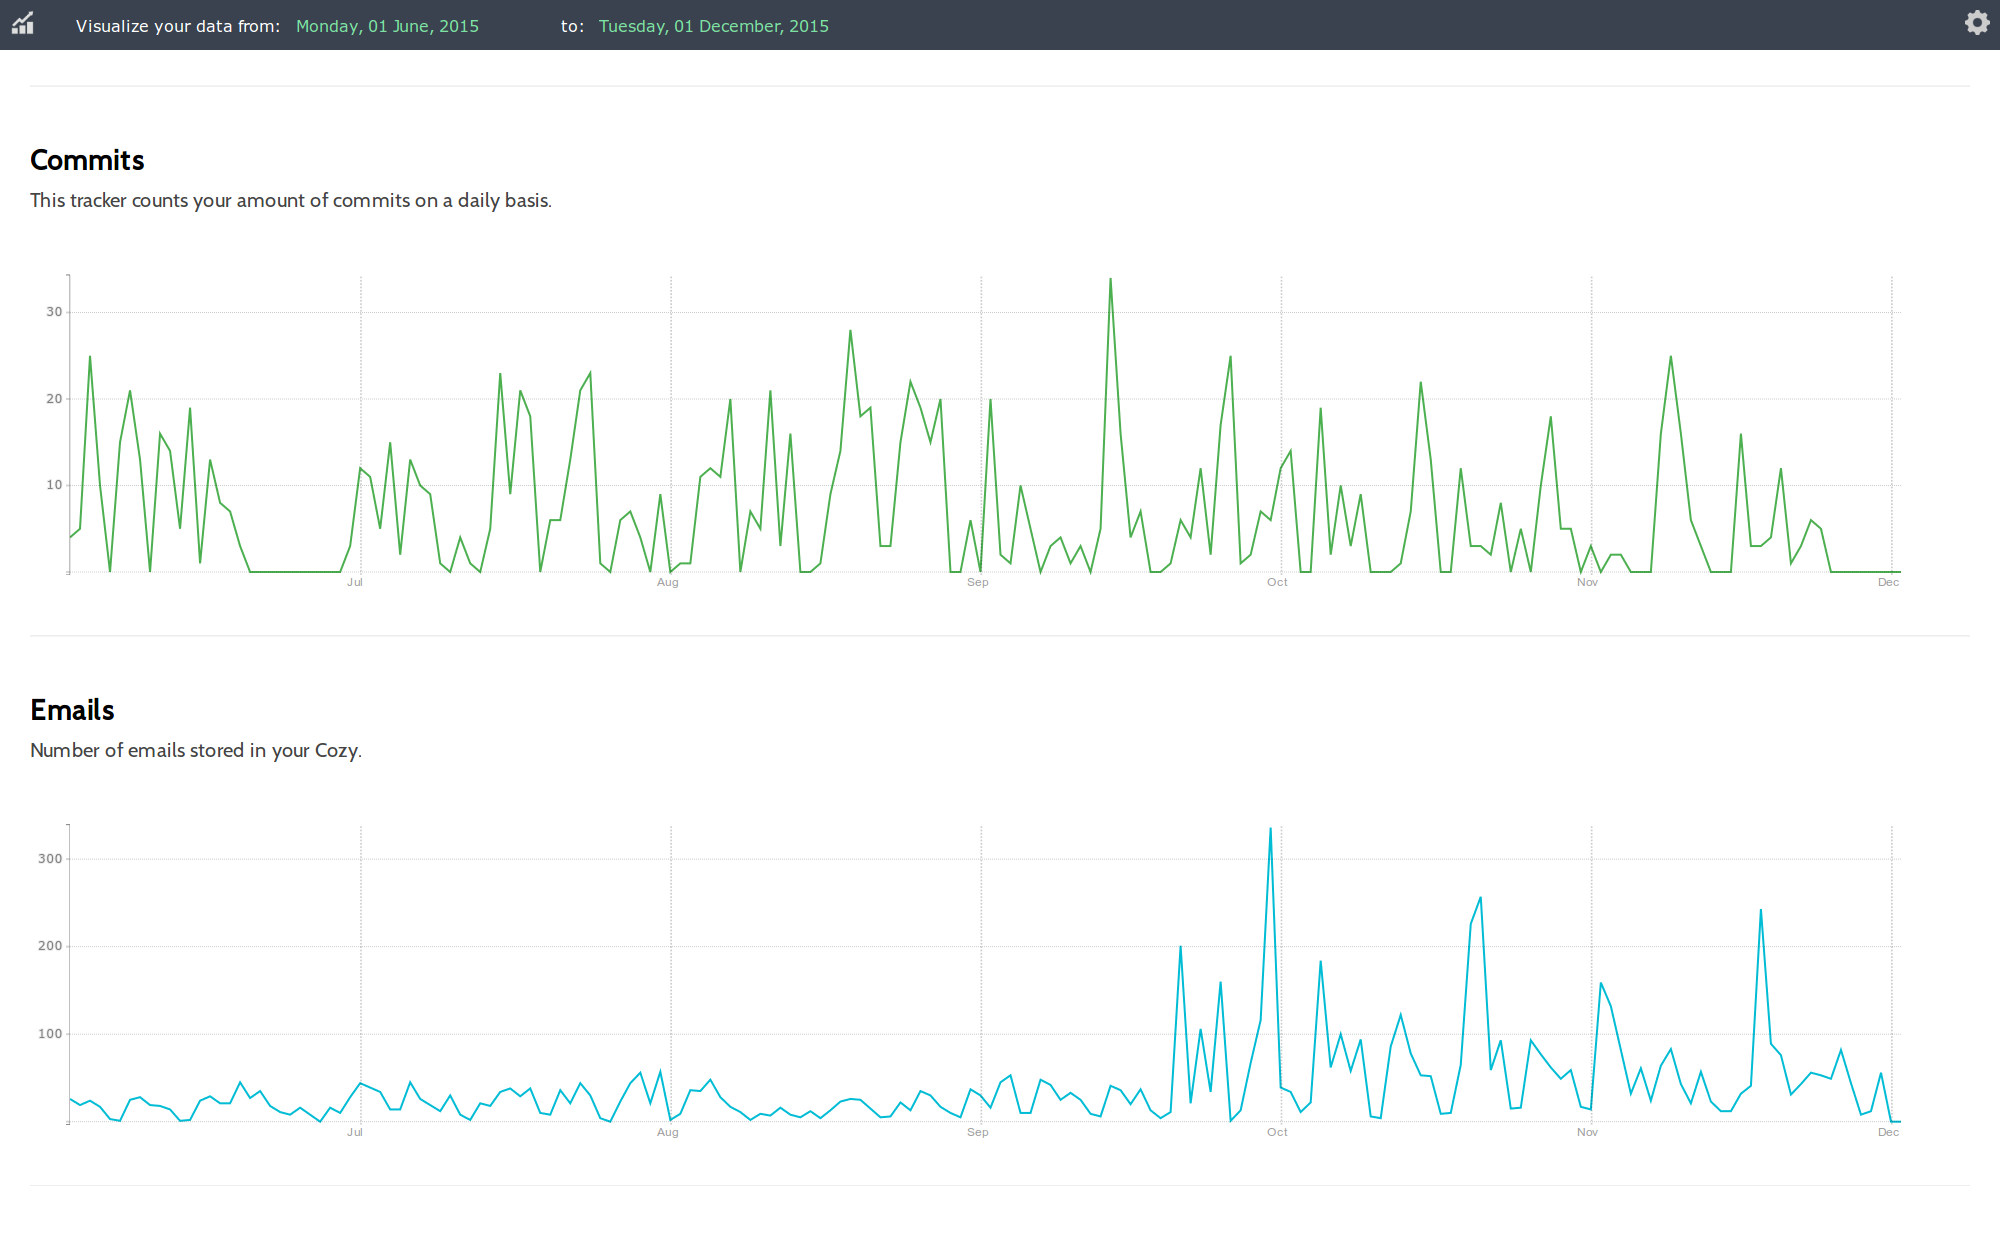 Visualize your data from: Monday, 01 June, 2015 to: Tuesday, 01 December, 2015
Commits
This tracker counts your amount of commits on a daily basis.
30
20
10
Jul Aug Sep Oct Nov Dec
Emails
Number of emails stored in your Cozy.
300
200
100
Jul Aug Sep Oct Nov Dec